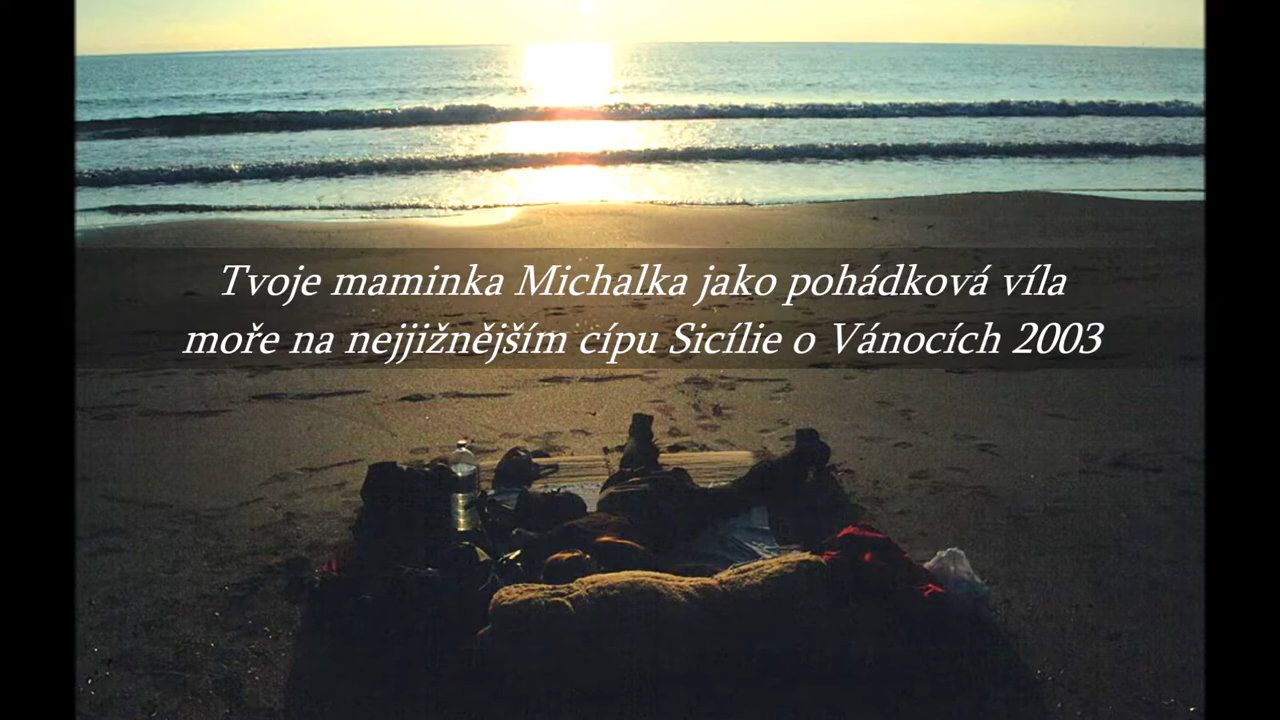 Tvoje maminka Michalka jako pohádková víla
moře na nejjižnějším cípu Sicílie o Vánocích 2003